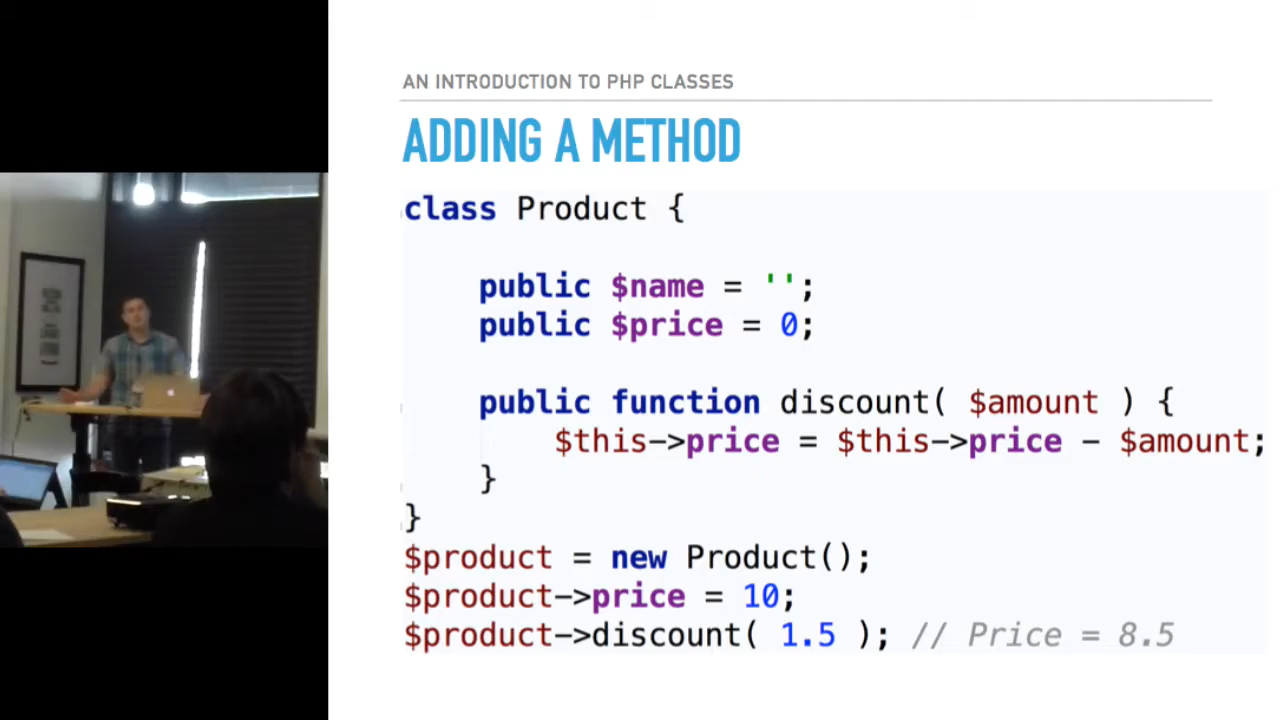 AN INTRODUCTION TO PHP CLASSES
ADDING A METHOD
class Product {
public $name = '';
public $price = 0;
public function discount( $amount ) {
$this->price = $this->price - $amount;
}
}
$product = new Product();
$product->price = 10;
$product->discount( 1.5 ); // Price = 8.5